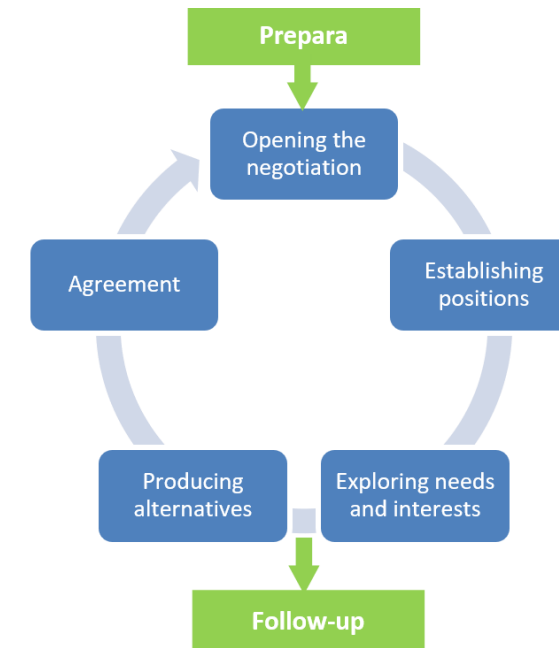 Prepara
Opening the
negotiation
Establishing
positions
Exploring needs
and interests
Producing
alternatives
Agreement
Follow-up